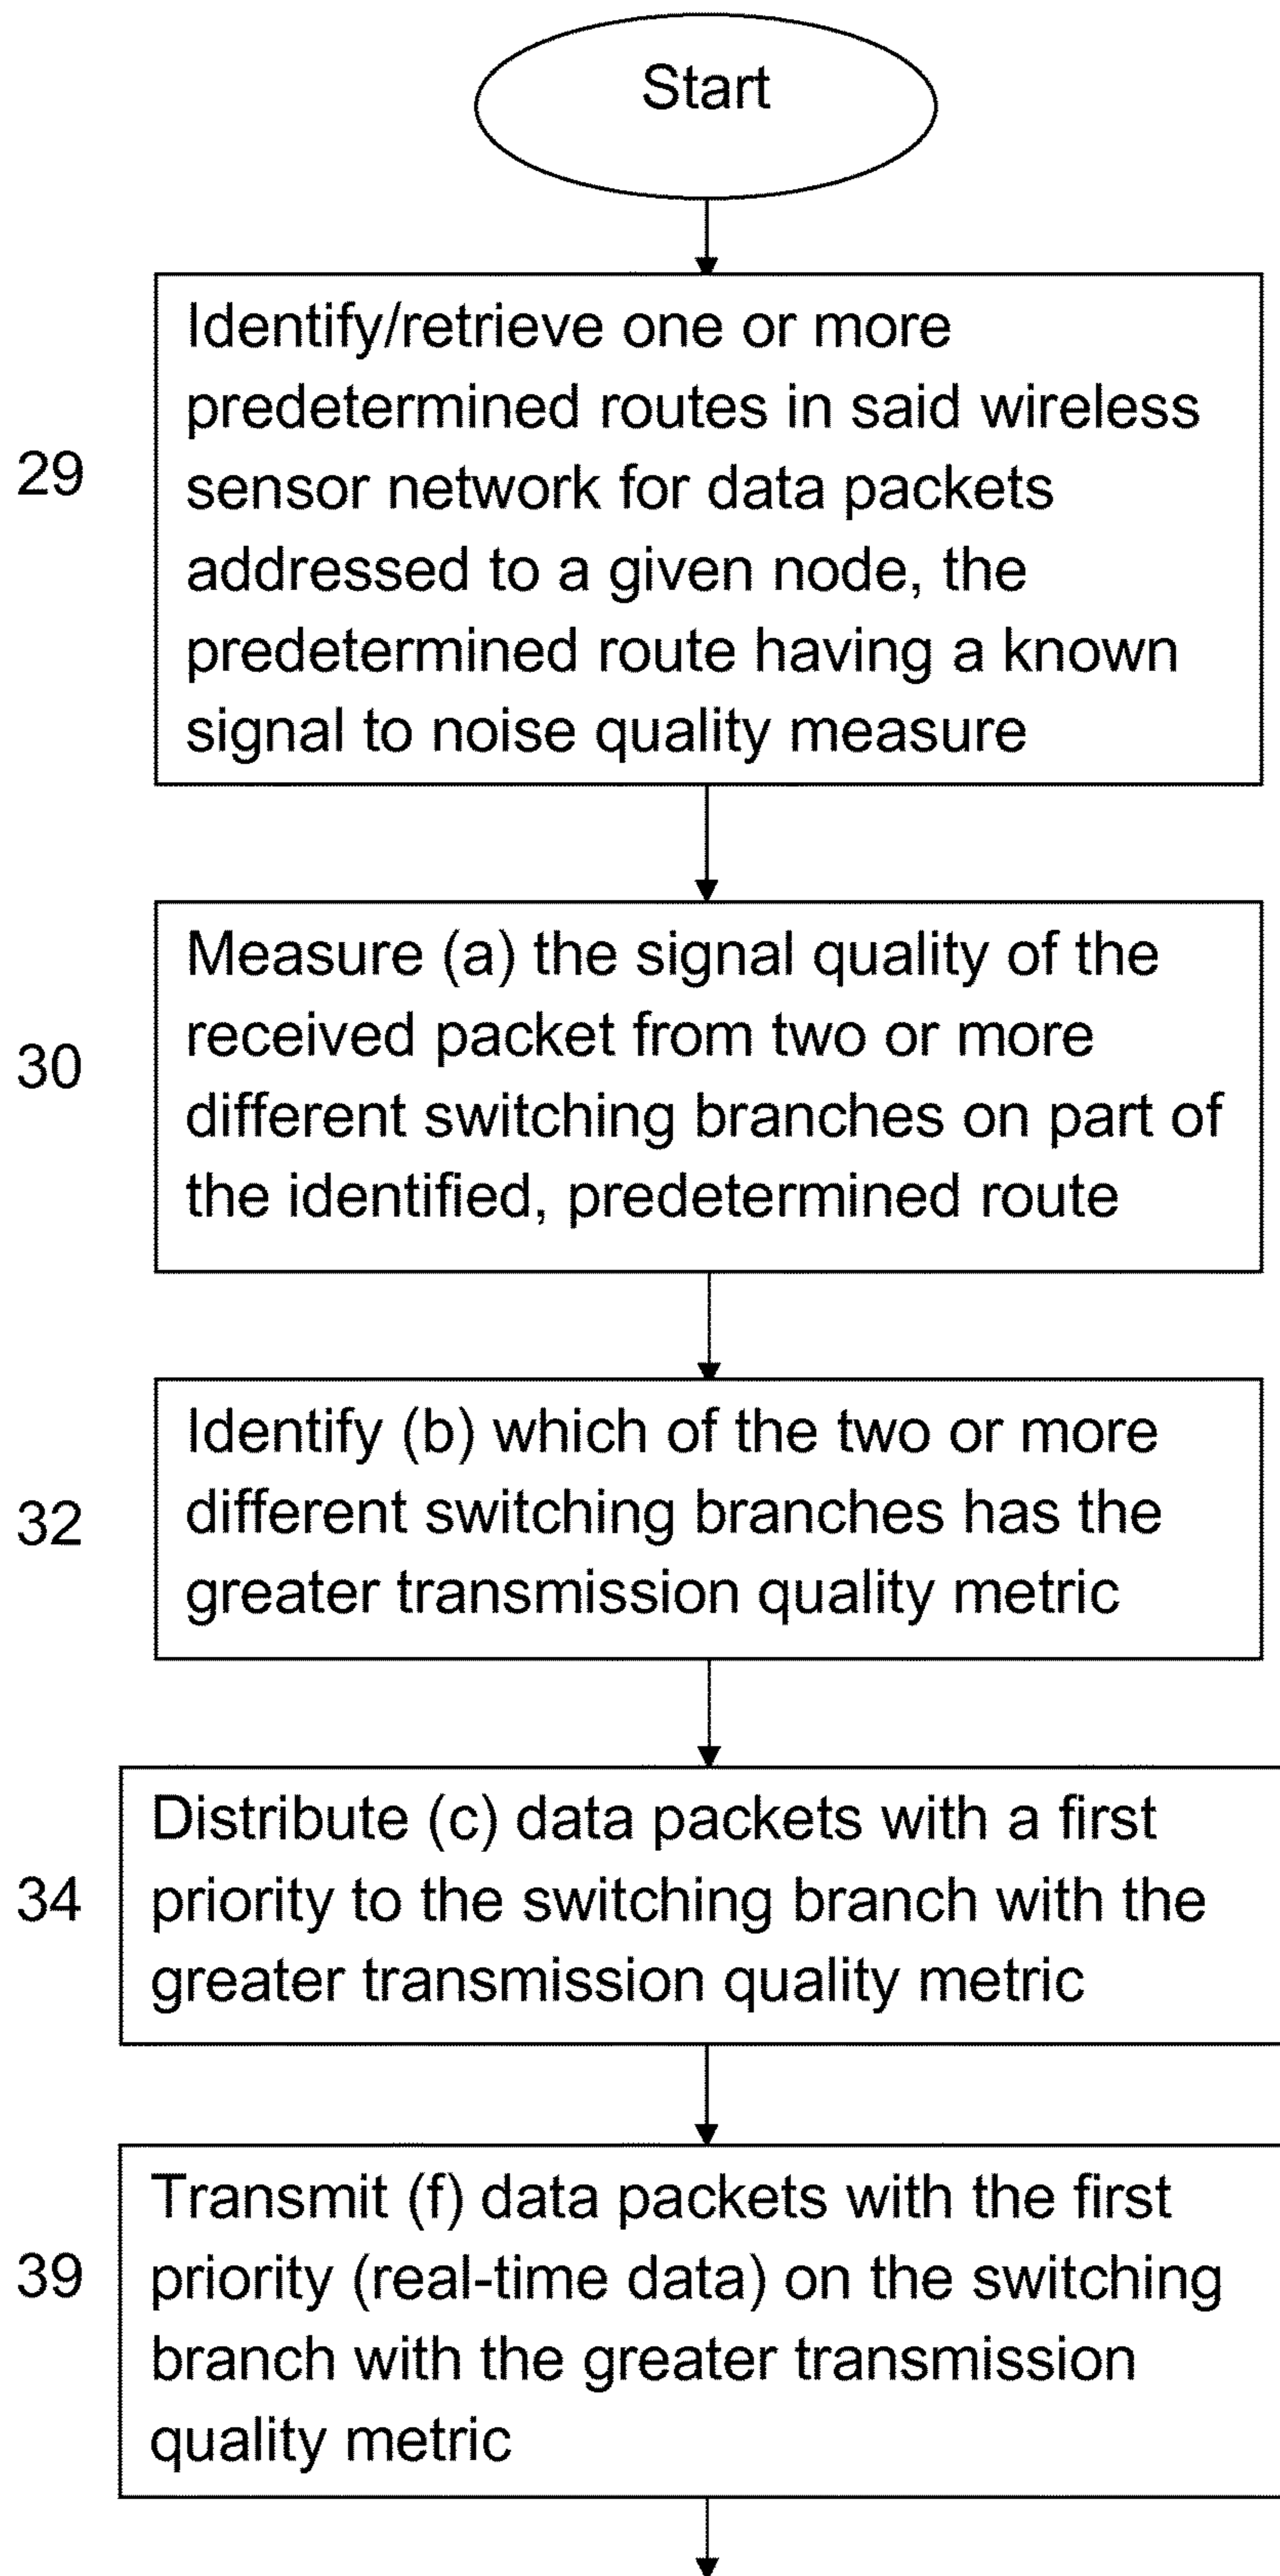 Start
29
Identify/retrieve one or more
predetermined routes in said wireless
sensor network for data packets
addressed to a given node, the
predetermined route having a known
signal to noise quality measure
30
Measure (a) the signal quality of the
received packet from two or more
different switching branches on part of
the identified, predetermined route
32
Identify (b) which of the two or more
different switching branches has the
greater transmission quality metric
34
Distribute (c) data packets with a first
priority to the switching branch with the
greater transmission quality metric
39
Transmit (f) data packets with the first
priority (real-time data) on the switching
branch with the greater transmission
quality metric